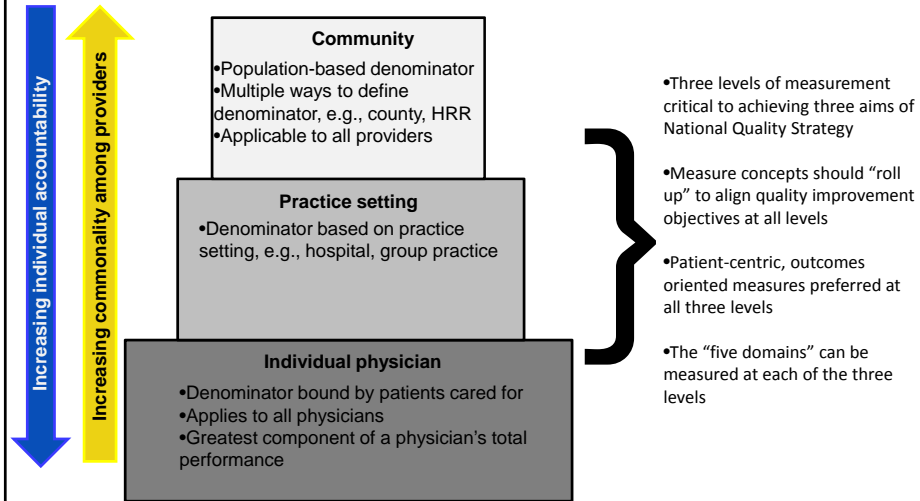 Increasing individual accountability
Increasing commonality among providers
Community
•Population-based denominator
•Multiple ways to define
denominator, e.g., county, HRR
•Applicable to all providers
Practice setting
•Denominator based on practice
setting, e.g., hospital, group practice
Individual physician
•Denominator bound by patients cared for
•Applies to all physicians
•Greatest component of a physician’s total
performance
•Three levels of measurement
critical to achieving three aims of
National Quality Strategy
•Measure concepts should “roll
up” to align quality improvement
objectives at all levels
•Patient-centric, outcomes
oriented measures preferred at
all three levels
•The “five domains” can be
measured at each of the three
levels